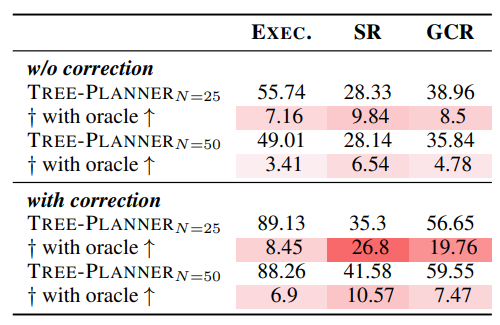 EXEC. SR GCR
w/o correction
TREE-PLANNER N=25 55.74 28.33 38.96
† with oracle ↑ 7.16 9.84 8.5
TREE-PLANNER N=50 49.01 28.14 35.84
† with oracle ↑ 3.41 6.54 4.78
with correction
TREE-PLANNER N=25 89.13 35.3 56.65
† with oracle ↑ 8.45 26.8 19.76
TREE-PLANNER N=50 88.26 41.58 59.55
† with oracle ↑ 6.9 10.57 7.47